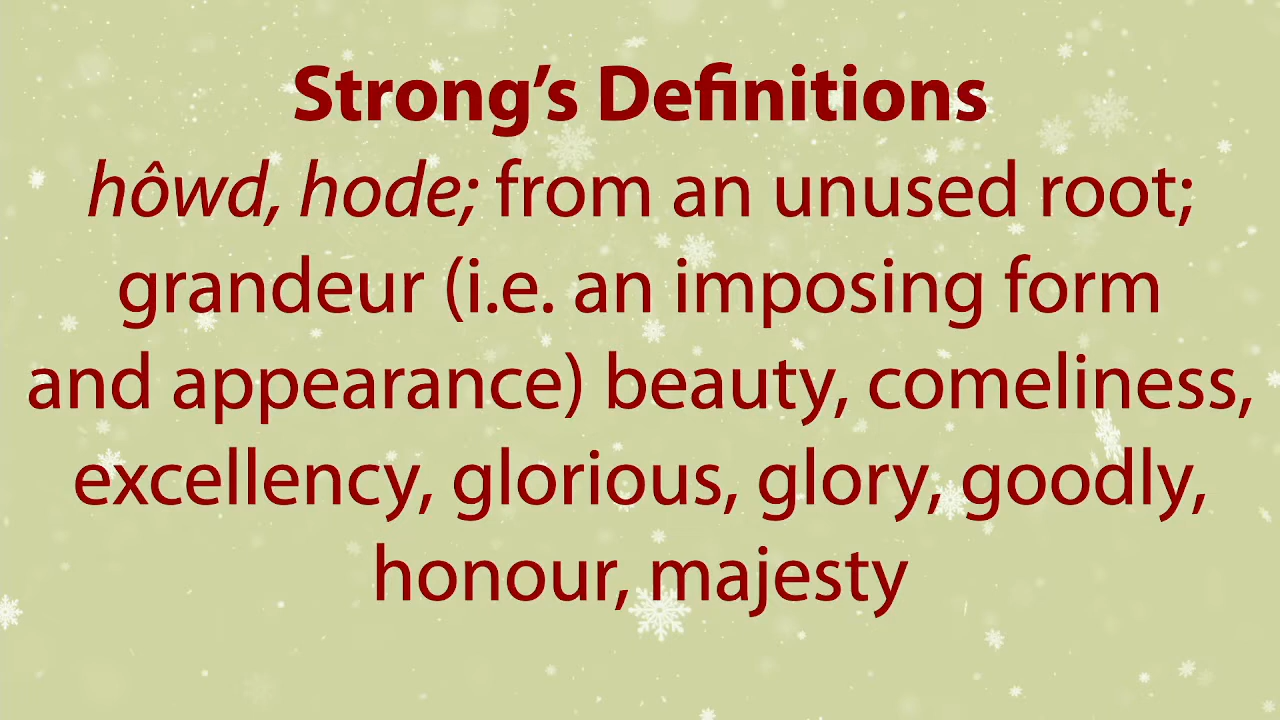 Strong’s Definitions
hôwd, hode; from an unused root;
grandeur (i.e. an imposing form
and appearance) beauty, comeliness,
excellency, glorious, glory, goodly,
honour, majesty